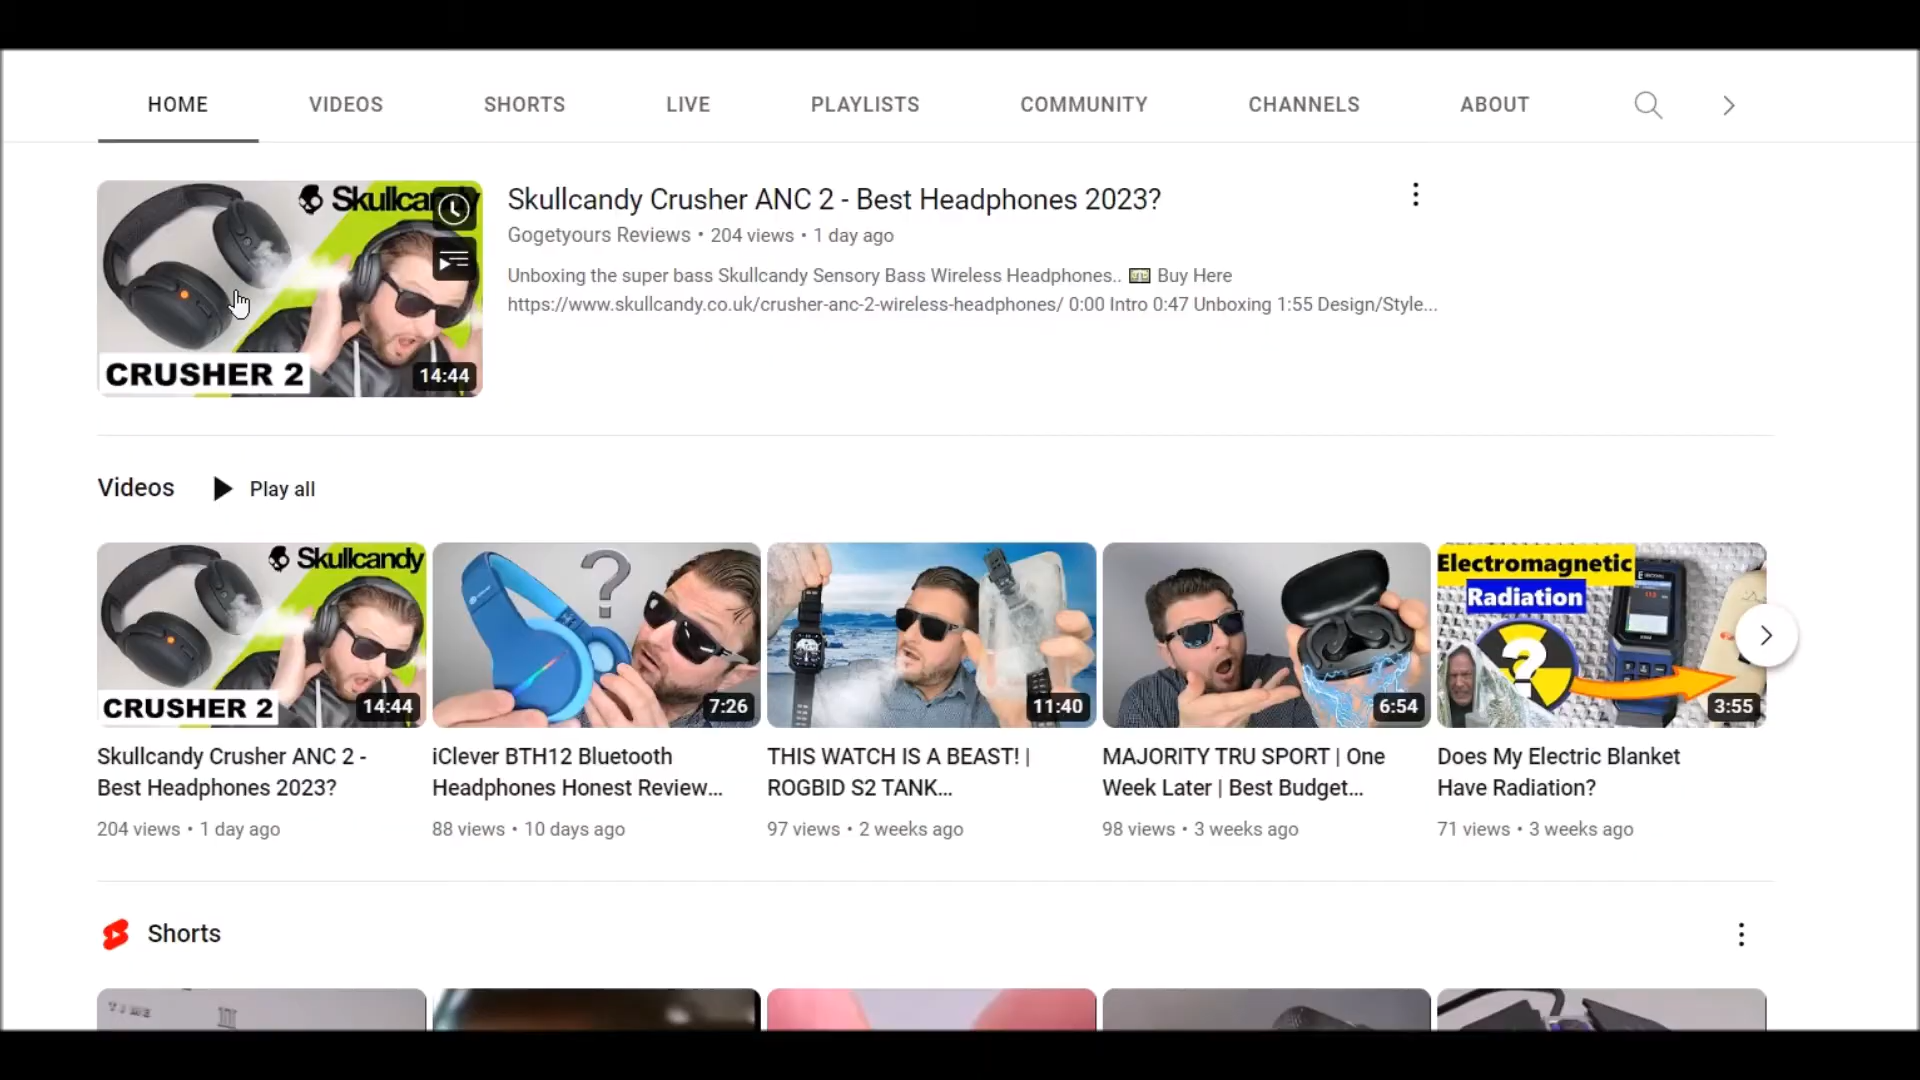 HOME VIDEOS SHORTS LIVE PLAYLISTS COMMUNITY CHANNELS ABOUT
Skullcandy
CRUSHER 2
14:44
Skullcandy Crusher ANC 2 - Best Headphones 2023?
Gogetyours Reviews • 204 views • 1 day ago
Unboxing the super bass Skullcandy Sensory Bass Wireless Headphones.. 💵 Buy Here
https://www.skullcandy.co.uk/crusher-anc-2-wireless-headphones/ 0:00 Intro 0:47 Unboxing 1:55 Design/Style...
Videos Play all
Skullcandy
CRUSHER 2
14:44
Skullcandy Crusher ANC 2 -
Best Headphones 2023?
204 views • 1 day ago
?
7:26
iClever BTH12 Bluetooth
Headphones Honest Review...
88 views • 10 days ago
11:40
THIS WATCH IS A BEAST! |
ROGBID S2 TANK...
97 views • 2 weeks ago
6:54
MAJORITY TRU SPORT | One
Week Later | Best Budget...
98 views • 3 weeks ago
Electromagnetic
Radiation
?
3:55
Does My Electric Blanket
Have Radiation?
71 views • 3 weeks ago
Shorts
TIME